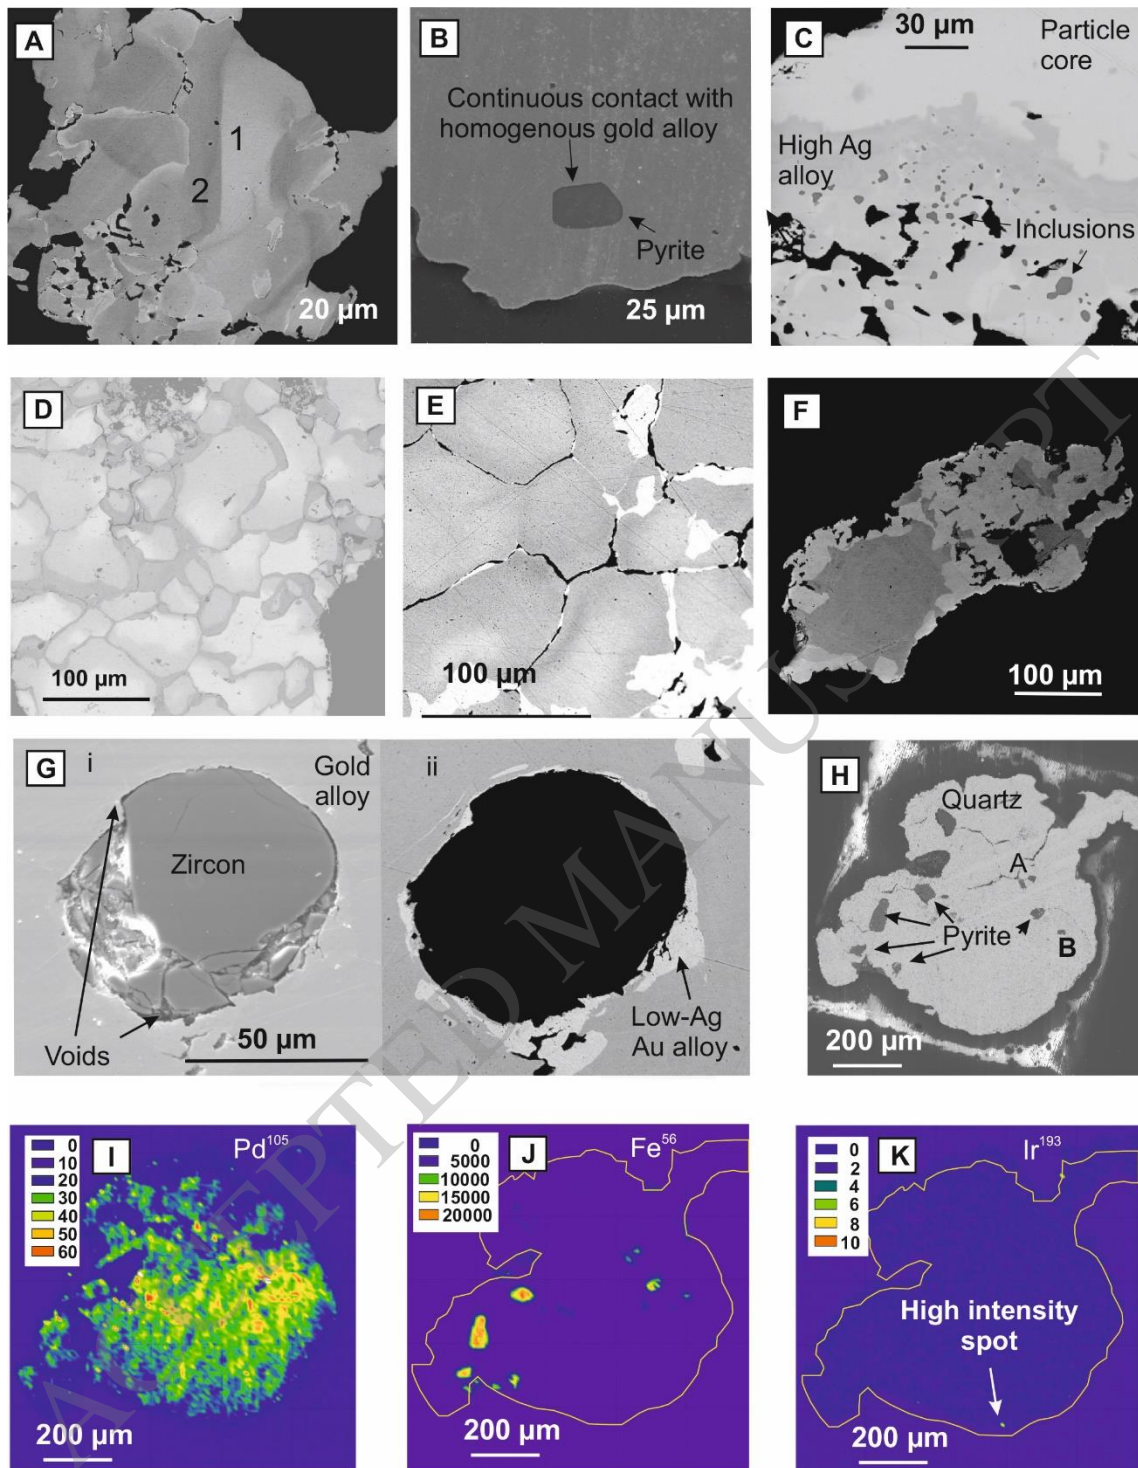 A
1
2
20 µm
B
Continuous contact with
homogenous gold alloy
Pyrite
25 µm
C
30 µm
Particle
core
High Ag
alloy
Inclusions
D
100 µm
E
100 µm
F
100 µm
G
i
Gold
alloy
Zircon
Voids
50 µm
ii
Low-Ag
Au alloy
H
Quartz
A
Pyrite
B
200 µm
I
Pd105
0
10
20
30
40
50
60
200 µm
J
Fe56
0
5000
10000
15000
20000
200 µm
K
Ir193
0
2
4
6
8
10
High intensity
spot
200 µm
ACCEPTED MANUSCRIPT